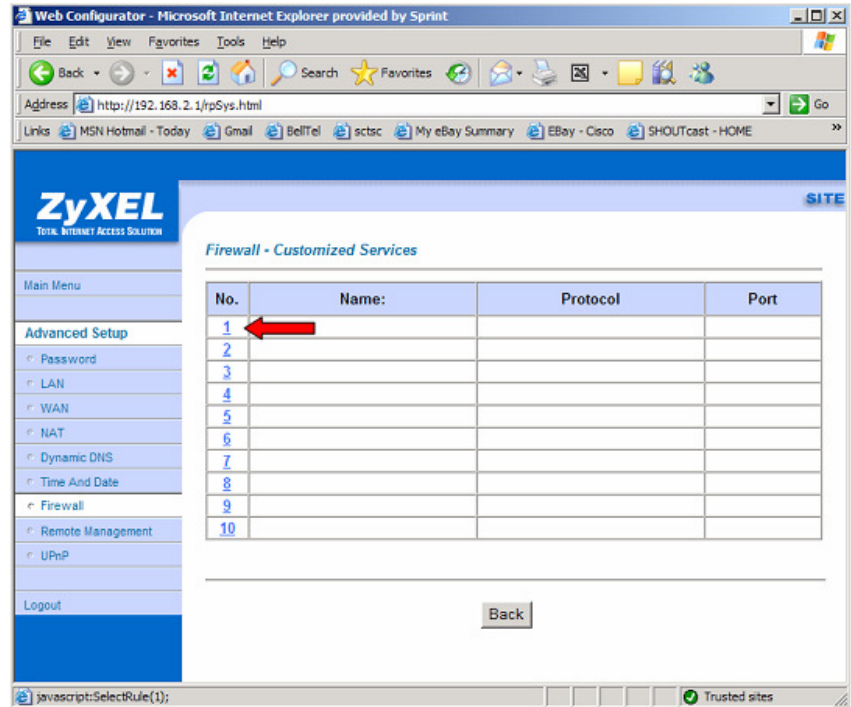 Web Configurator - Microsoft Internet Explorer provided by Sprint
File Edit View Favorites Tools Help
Back Search Favorites
Address http://192.168.2.1/rpSys.html Go
Links MSN Hotmail - Today Gmail BellTel sctsc My eBay Summary EBay - Cisco SHOUTcast - HOME »
SITE
ZyXEL
TOTAL INTERNET ACCESS SOLUTION
Firewall - Customized Services
Main Menu
Advanced Setup
Password
LAN
WAN
NAT
Dynamic DNS
Time And Date
Firewall
Remote Management
UPnP
Logout
No. Name: Protocol Port
1
2
3
4
5
6
7
8
9
10
Back
javascript:SelectRule(1); Trusted sites